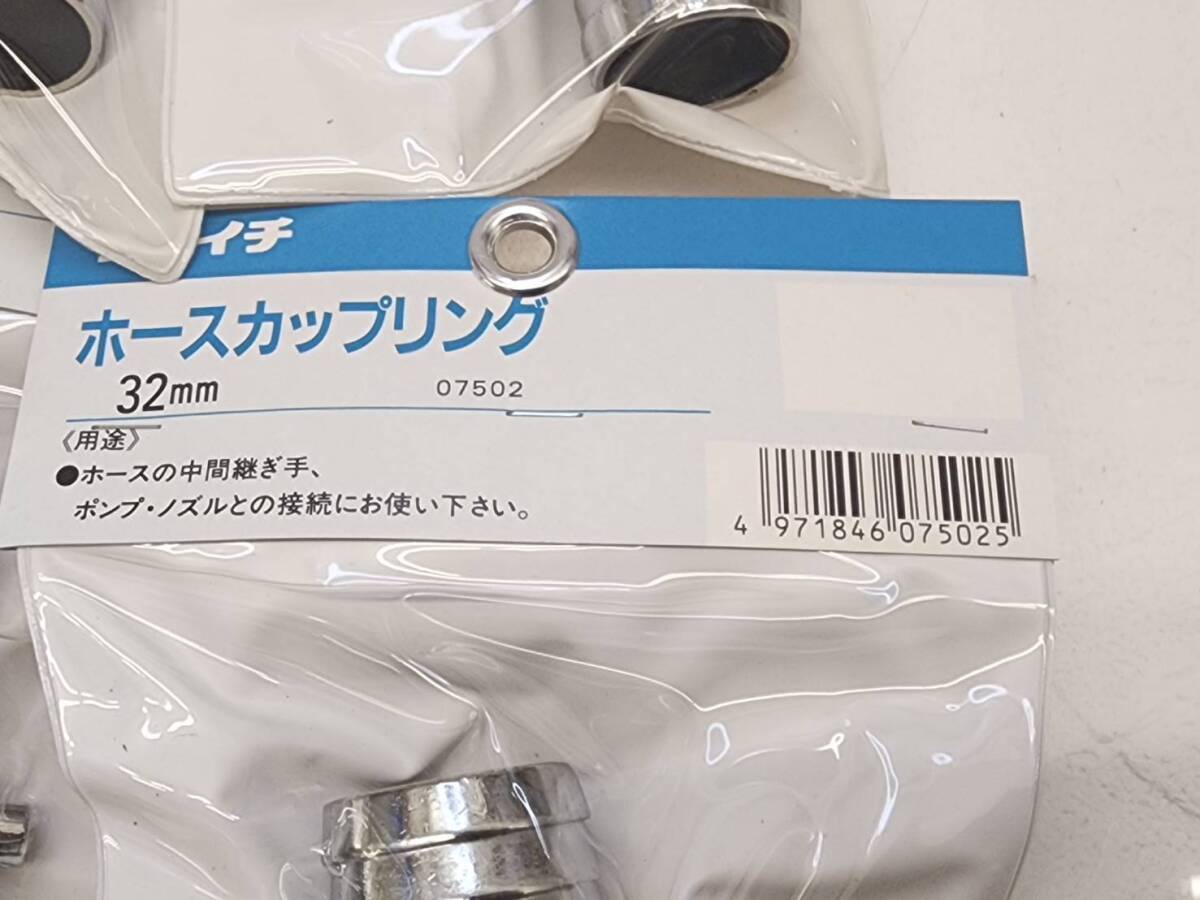 イチ
ホースカップリング
32mm 07502
《用途》
●ホースの中間継ぎ手、
ポンプ・ノズルとの接続にお使い下さい。
4 971846 075025